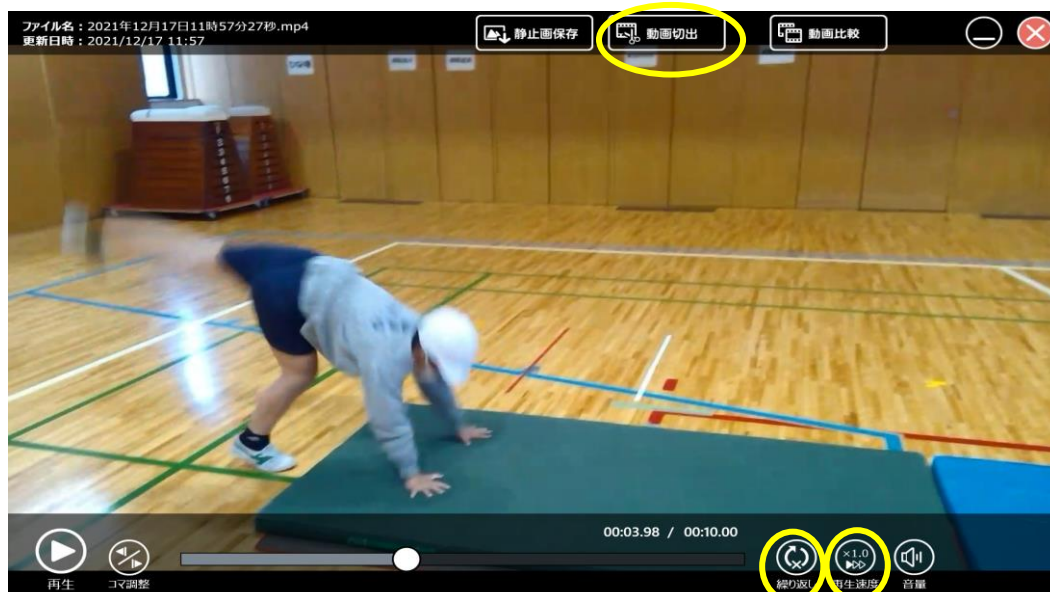 ファイル名：2021年12月17日11時57分27秒.mp4
更新日時：2021/12/17 11:57
静止画保存
動画切出
動画比較
00:03.98 / 00:10.00
×1.0
再生
コマ調整
繰り返し
再生速度
音量